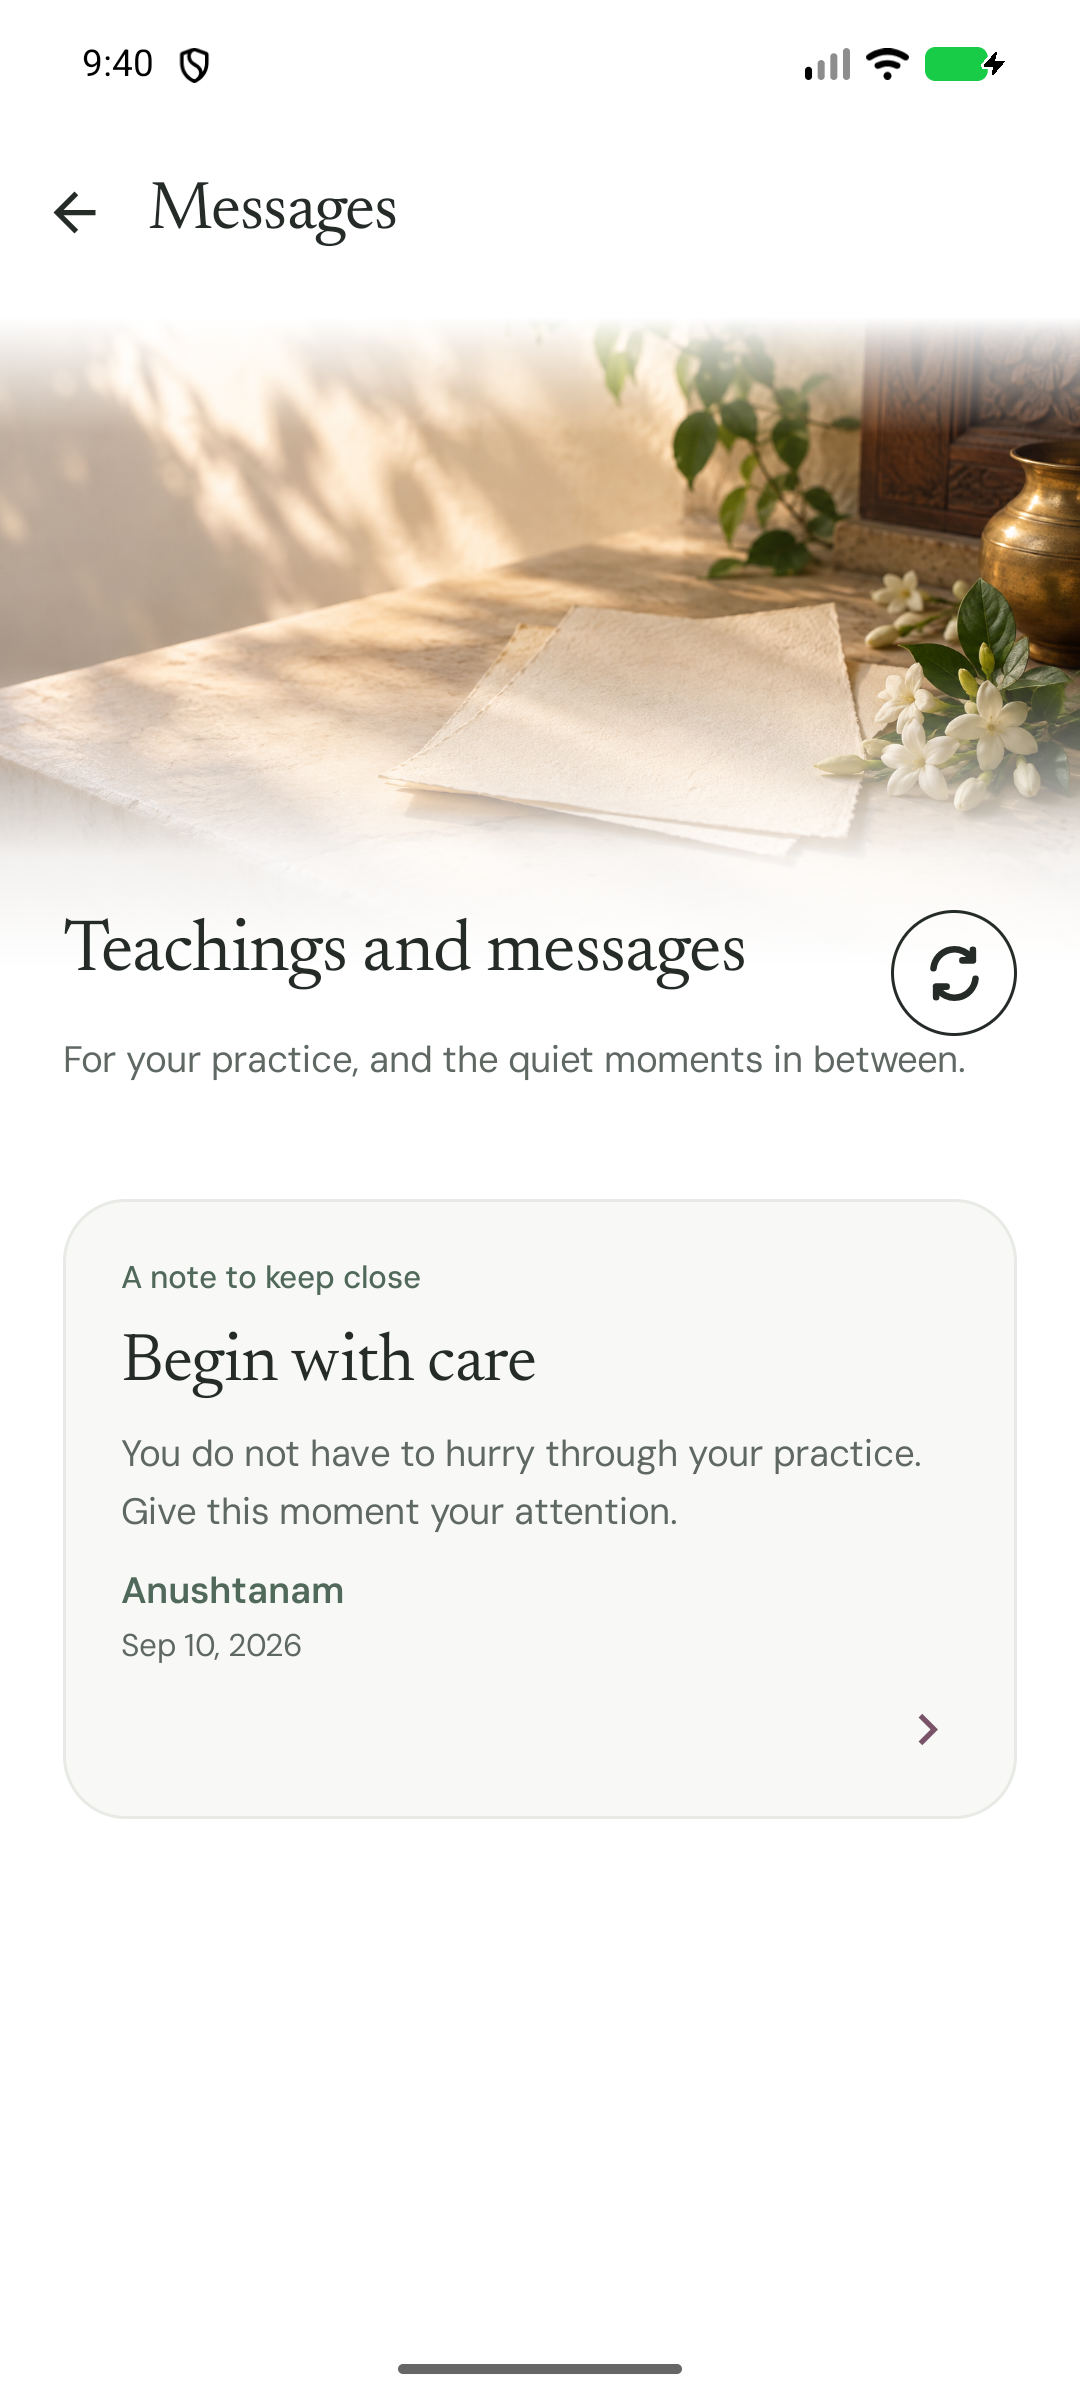 9:40
Messages
Teachings and messages
For your practice, and the quiet moments in between.
A note to keep close
Begin with care
You do not have to hurry through your practice.
Give this moment your attention.
Anushtanam
Sep 10, 2026